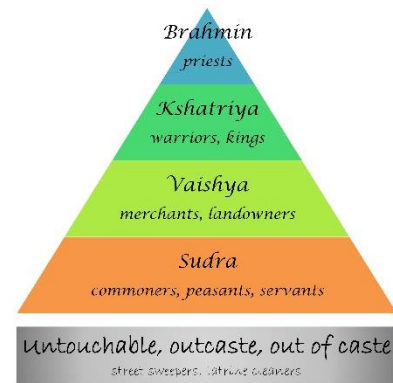 Brahmin
priests
Kshatriya
warriors, kings
Vaishya
merchants, landowners
Sudra
commoners, peasants, servants
Untouchable, outcaste, out of caste
street sweepers, latrine cleaners